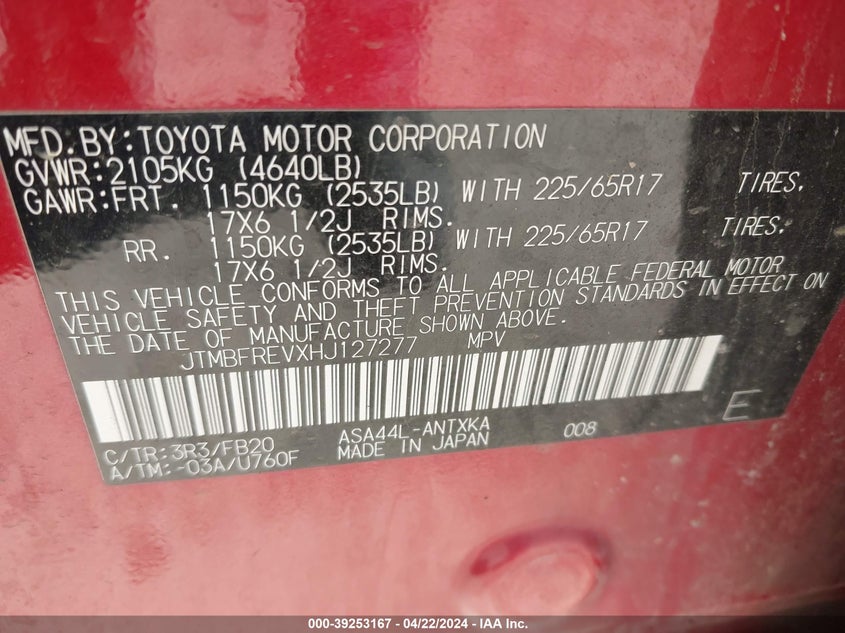 MFD.BY:TOYOTA MOTOR CORPORATION
GVWR:2105KG (4640LB)
GAWR:FRT. 1150KG (2535LB) WITH 225/65R17 TIRES.
17X6 1/2J RIMS.
RR. 1150KG (2535LB) WITH 225/65R17 TIRES.
17X6 1/2J RIMS.
THIS VEHICLE CONFORMS TO ALL APPLICABLE FEDERAL MOTOR
VEHICLE SAFETY AND THEFT PREVENTION STANDARDS IN EFFECT ON
THE DATE OF MANUFACTURE SHOWN ABOVE.
JTMBFREVXHJ127277 MPV
E
C/TR:3R3/FB20 ASA44L-ANTXKA 008
A/TM:-03A/U760F MADE IN JAPAN
000-39253167 - 04/22/2024 - IAA Inc.